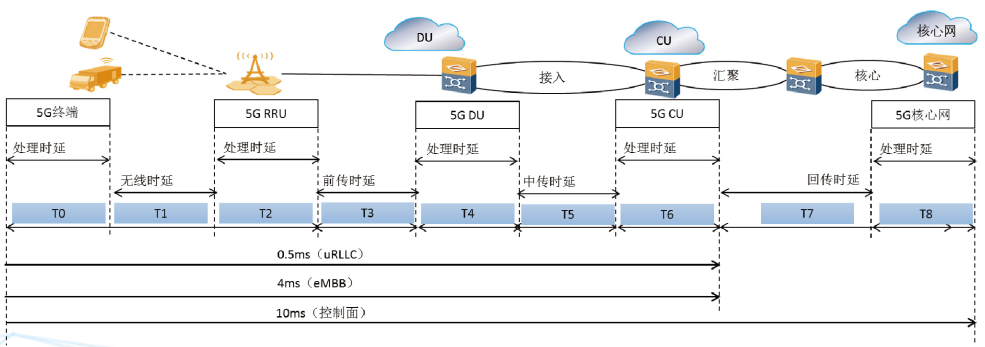 DU
CU
核心网
接入
汇聚
核心
5G终端
5G RRU
5G DU
5G CU
5G核心网
处理时延
处理时延
处理时延
处理时延
处理时延
无线时延
前传时延
中传时延
回传时延
T0
T1
T2
T3
T4
T5
T6
T7
T8
0.5ms（uRLLC）
4ms（eMBB）
10ms（控制面）